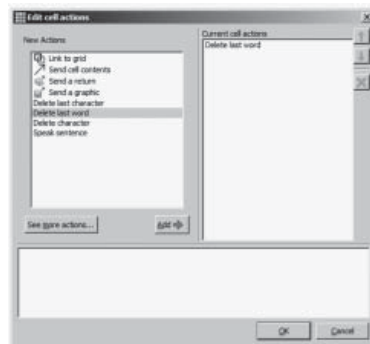 Edit cell actions
New Actions
Link to grid
Send cell contents
Send a return
Send a graphic
Delete last character
Delete last word
Delete character
Speak sentence
See more actions...
Add
Current cell actions
Delete last word
OK
Cancel